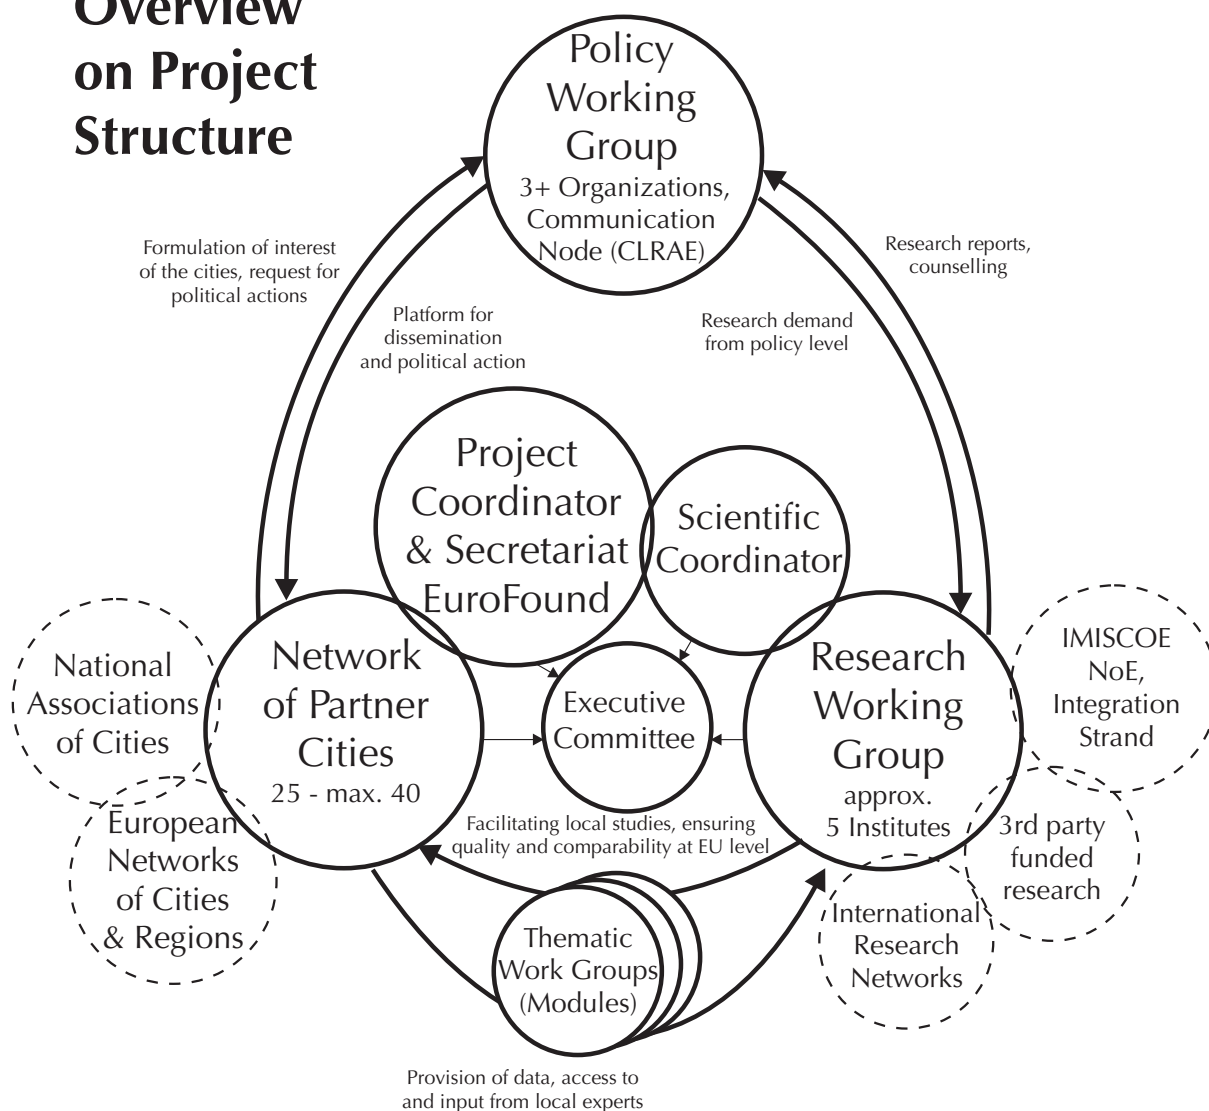 Overview
on Project
Structure
Policy
Working
Group
3+ Organizations,
Communication
Node (CLRAE)
Formulation of interest
of the cities, request for
political actions
Platform for
dissemination
and political action
Research demand
from policy level
Research reports,
counselling
Project
Coordinator
& Secretariat
EuroFound
Scientific
Coordinator
National
Associations
of Cities
Network
of Partner
Cities
25 - max. 40
Executive
Committee
Research
Working
Group
approx.
5 Institutes
IMISCOE
NoE,
Integration
Strand
European
Networks
of Cities
& Regions
Facilitating local studies, ensuring
quality and comparability at EU level
3rd party
funded
research
International
Research
Networks
Thematic
Work Groups
(Modules)
Provision of data, access to
and input from local experts